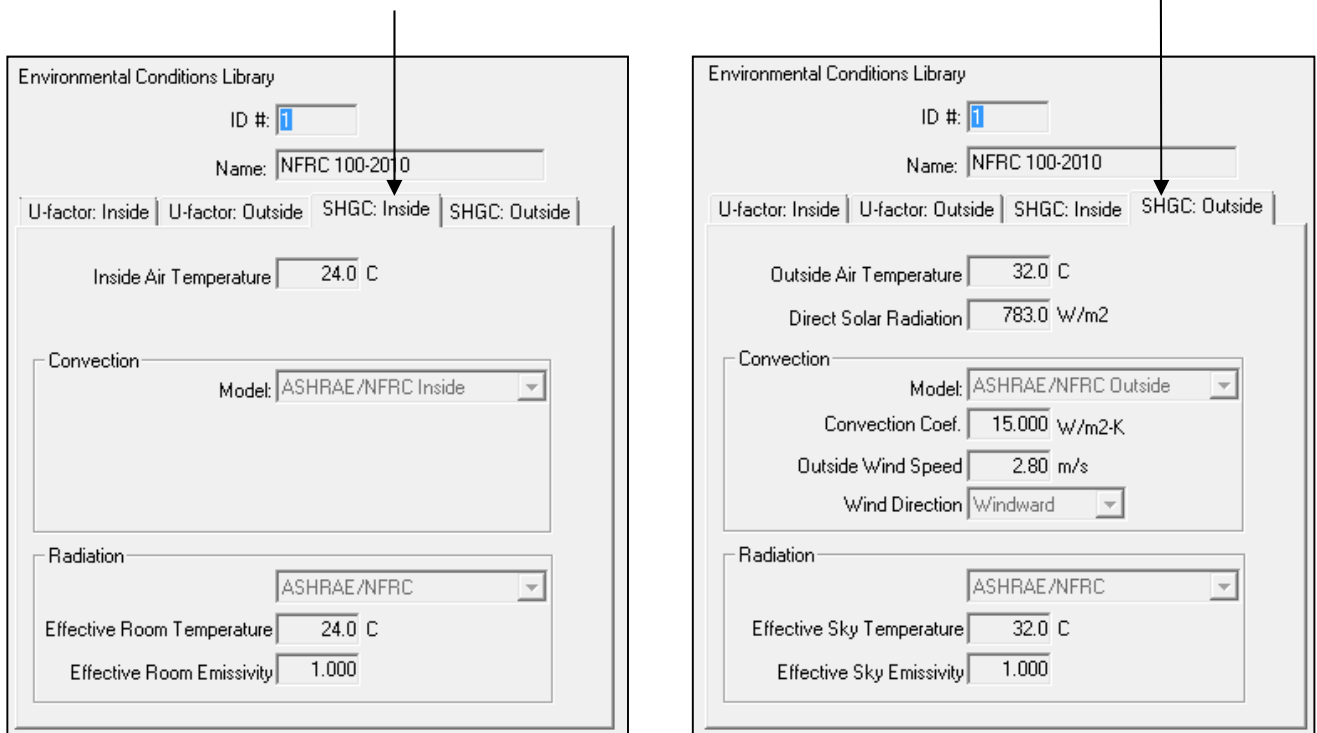 Environmental Conditions Library
ID #: 1
Name: NFRC 100-2010
U-factor: Inside U-factor: Outside SHGC: Inside SHGC: Outside
Inside Air Temperature 24.0 C
Convection
Model: ASHRAE/NFRC Inside
Radiation
ASHRAE/NFRC
Effective Room Temperature 24.0 C
Effective Room Emissivity 1.000
Environmental Conditions Library
ID #: 1
Name: NFRC 100-2010
U-factor: Inside U-factor: Outside SHGC: Inside SHGC: Outside
Outside Air Temperature 32.0 C
Direct Solar Radiation 783.0 W/m2
Convection
Model: ASHRAE/NFRC Outside
Convection Coef. 15.000 W/m2-K
Outside Wind Speed 2.80 m/s
Wind Direction Windward
Radiation
ASHRAE/NFRC
Effective Sky Temperature 32.0 C
Effective Sky Emissivity 1.000